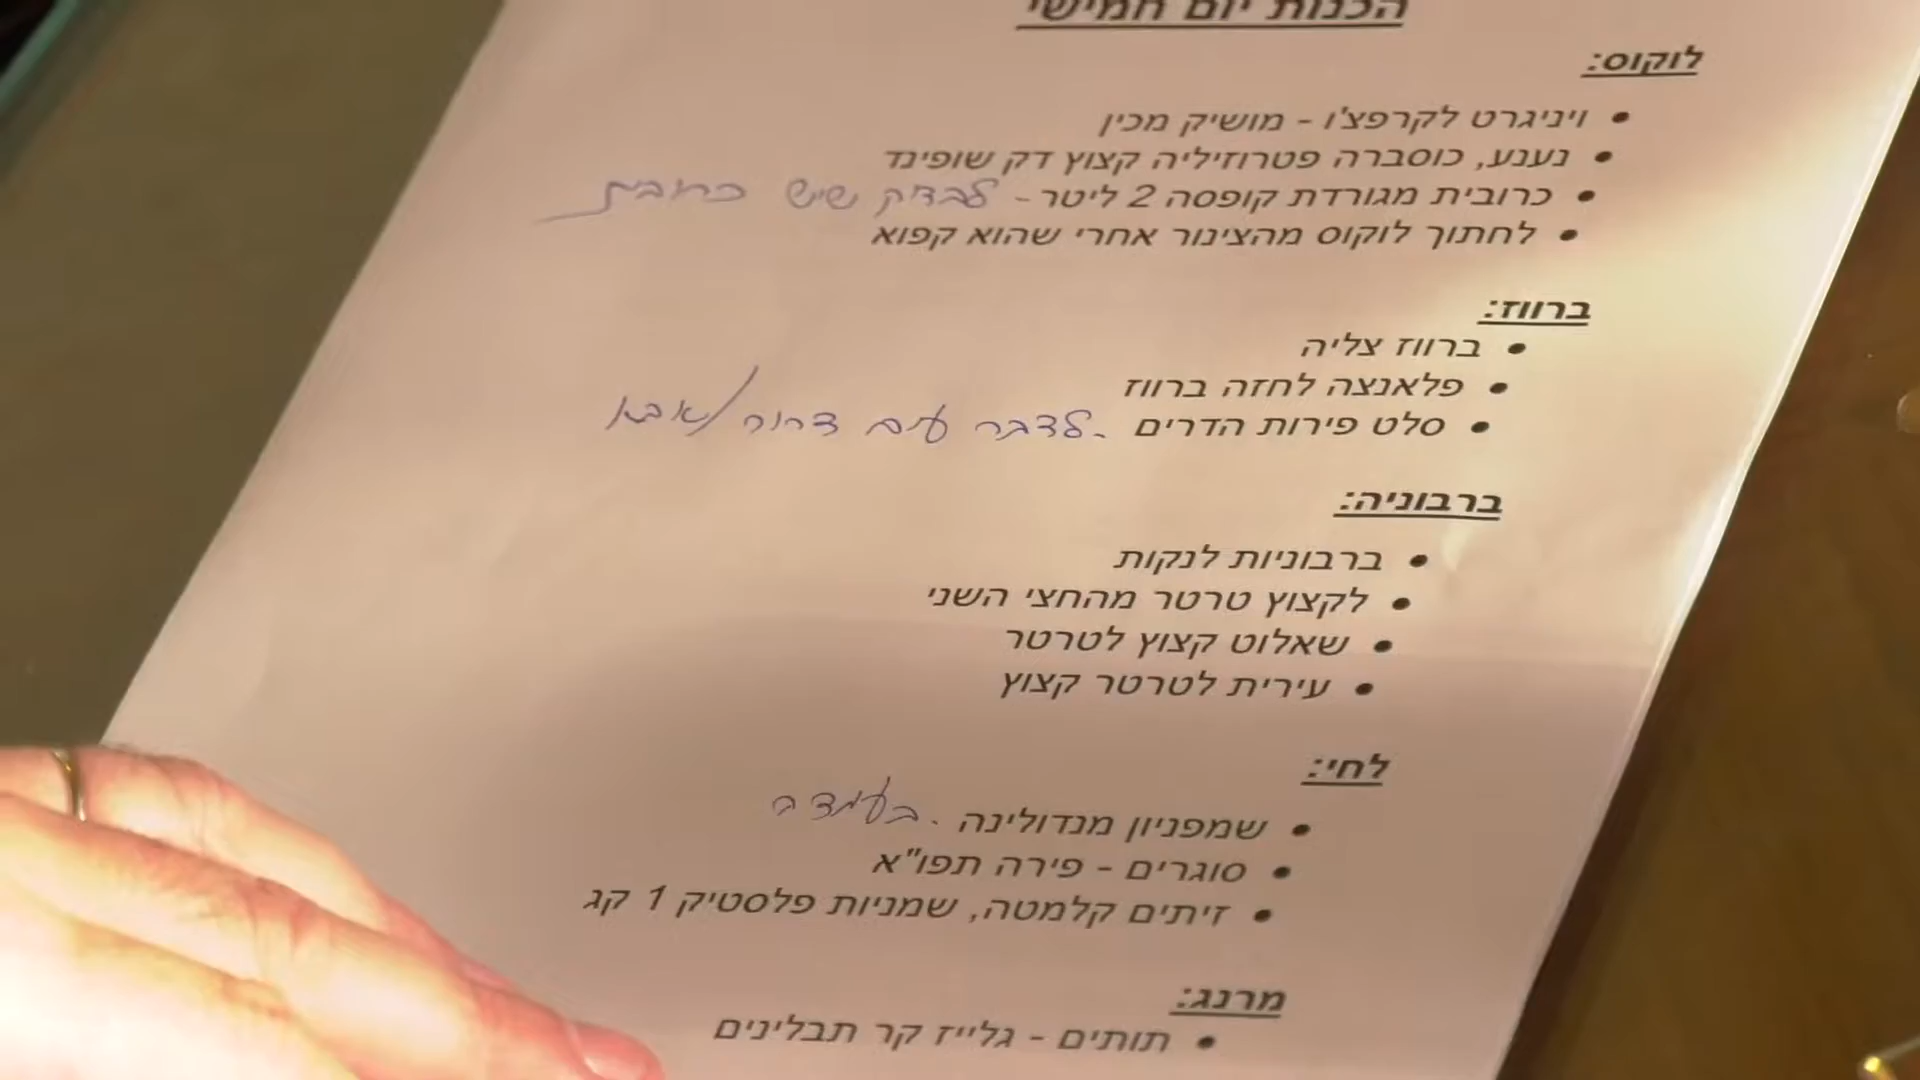 הכנות יום חמישי
לוקוס:
ויניגרט לקרפצ'ו - מושיק מכין
נענע, כוסברה פטרוזיליה קצוץ דק שופינד
כרובית מגורדת קופסה 2 ליטר - לבדוק שיש כרובית
לחתוך לוקוס מהצינור אחרי שהוא קפוא
ברווז:
ברווז צליה
פלאנצה לחזה ברווז
סלט פירות הדרים - לדבר עם דרור/אבא
ברבוניה:
ברבוניות לנקות
לקצוץ טרטר מהחצי השני
שאלוט קצוץ לטרטר
עירית לטרטר קצוץ
לחי:
שמפניון מנדולינה - בעמדה
סוגרים - פירה תפו"א
זיתים קלמטה, שמניות פלסטיק 1 קג
מרנג:
תותים - גלייז קר תבלינים